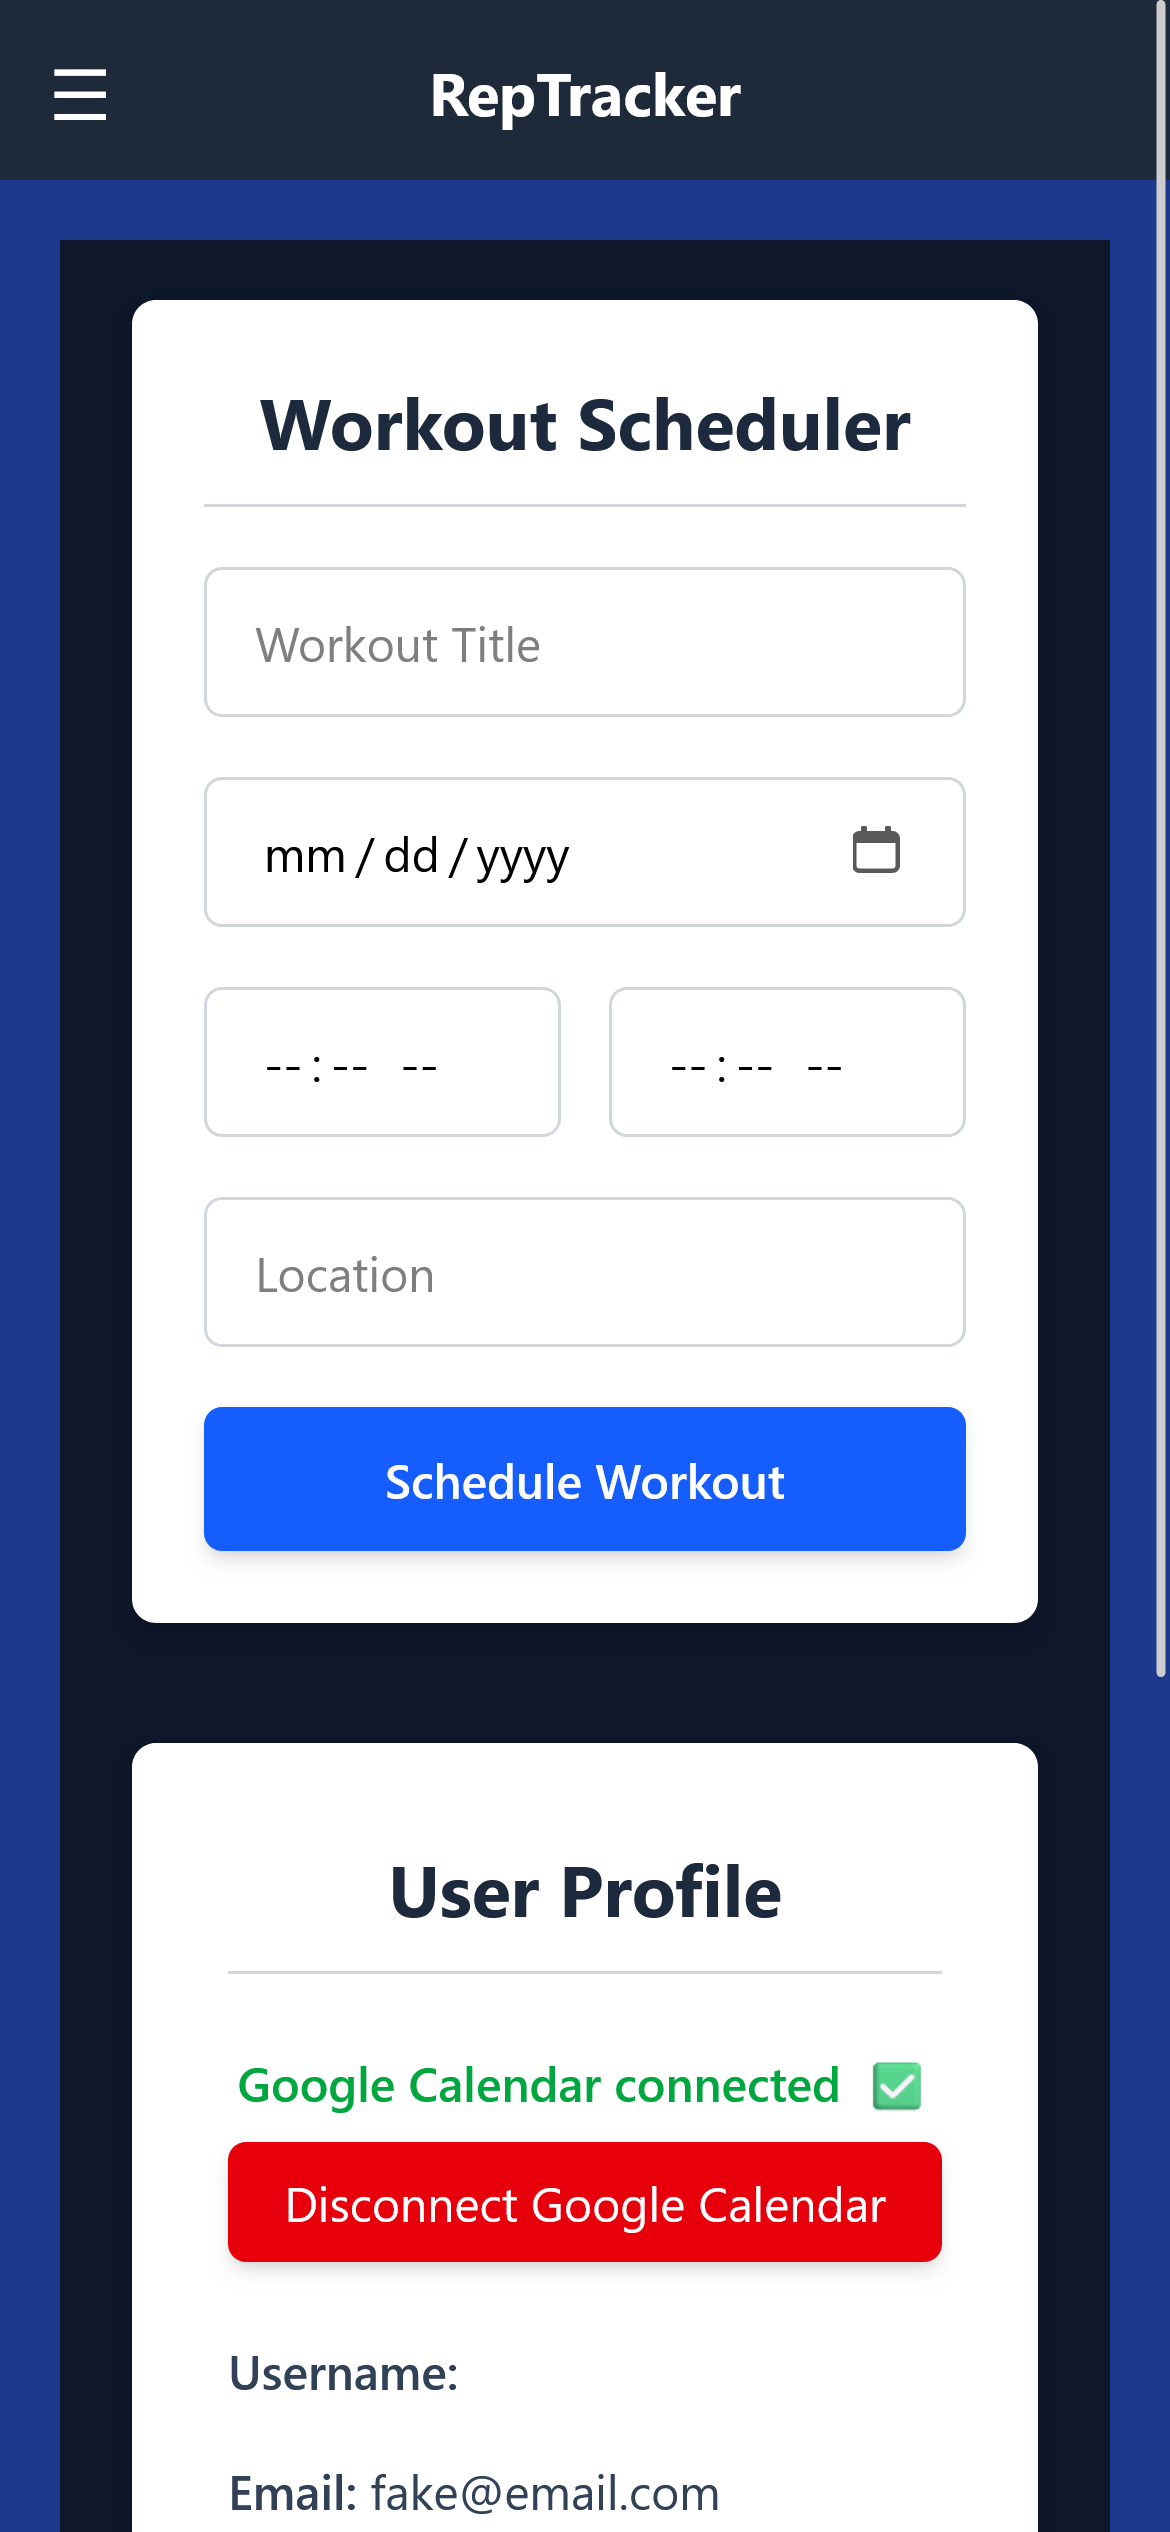 RepTracker
Workout Scheduler
Workout Title
mm/dd/yyyy
--:-- --
--:-- --
Location
Schedule Workout
User Profile
Google Calendar connected ✅
Disconnect Google Calendar
Username:
Email: fake@email.com